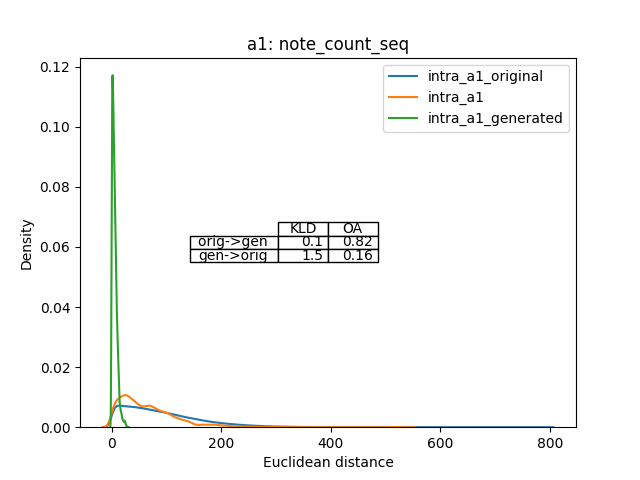 a1: note_count_seq
0.12
0.10
0.08
0.06
0.04
0.02
0.00
Density
intra_a1_original
intra_a1
intra_a1_generated
KLD OA
orig->gen 0.1 0.82
gen->orig 1.5 0.16
0 200 400 600 800
Euclidean distance